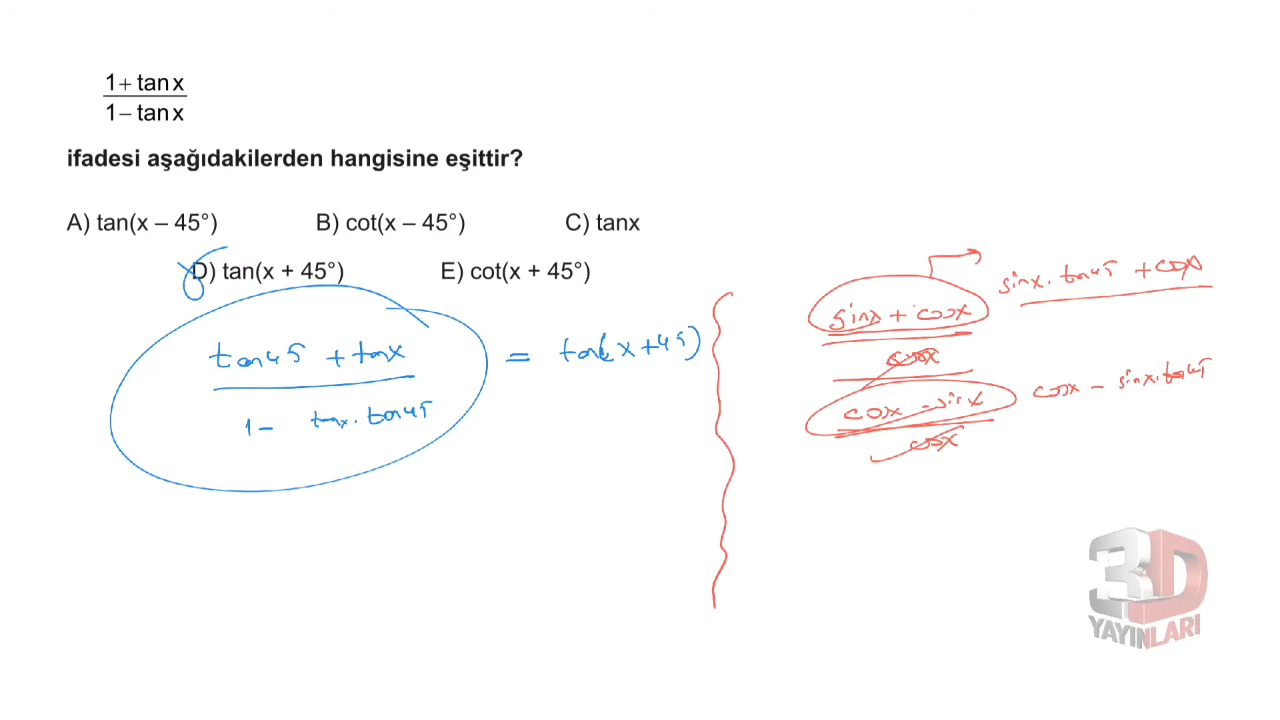 1 + tan x
1 – tan x
ifadesi aşağıdakilerden hangisine eşittir?
A) tan(x – 45°) B) cot(x – 45°) C) tanx
D) tan(x + 45°) E) cot(x + 45°)
tan45 + tanx
1 - tanx. tan45
= tan(x+45)
sinx + cosx
cosx
cosx - sinx
cosx
sinx. tan45 + cosx
cosx - sinx.tan45
3D
YAYINLARI